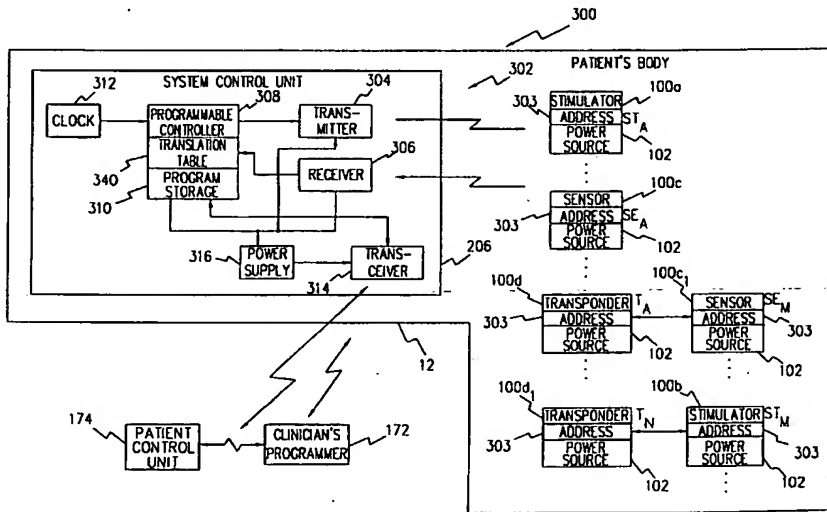 300
PATIENT'S BODY
SYSTEM CONTROL UNIT
302
312
308
304
CLOCK
PROGRAMMABLE CONTROLLER
TRANS-
MITTER
TRANSLATION TABLE
340
306
RECEIVER
PROGRAM STORAGE
310
316
POWER SUPPLY
TRANS-
CEIVER
314
206
12
174
PATIENT CONTROL UNIT
CLINICIAN'S PROGRAMMER
172
100a
303
STIMULATOR
ADDRESS
ST A
POWER SOURCE
102
100c
SENSOR
303
ADDRESS
SE A
POWER SOURCE
102
100d
TRANSPONDER
T A
303
ADDRESS
POWER SOURCE
102
100c1
SENSOR
SE M
ADDRESS
303
POWER SOURCE
102
100d1
TRANSPONDER
T N
303
ADDRESS
POWER SOURCE
102
100b
STIMULATOR
ST M
ADDRESS
303
POWER SOURCE
102